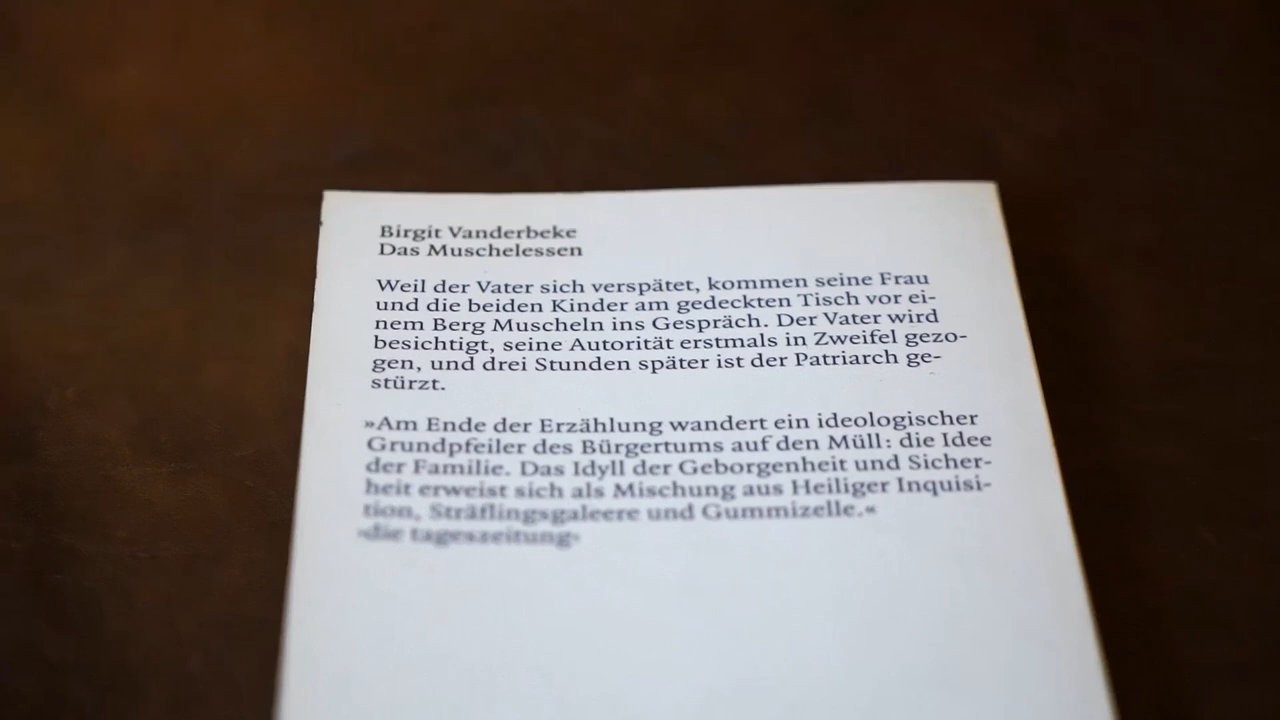 Birgit Vanderbeke
Das Muschelessen
Weil der Vater sich verspätet, kommen seine Frau
und die beiden Kinder am gedeckten Tisch vor ei-
nem Berg Muscheln ins Gespräch. Der Vater wird
besichtigt, seine Autorität erstmals in Zweifel gezo-
gen, und drei Stunden später ist der Patriarch ge-
stürzt.
»Am Ende der Erzählung wandert ein ideologischer
Grundpfeiler des Bürgertums auf den Müll: die Idee
der Familie. Das Idyll der Geborgenheit und Sicher-
heit erweist sich als Mischung aus Heiliger Inquisi-
tion, Sträflingsgaleere und Gummizelle.«
›die tageszeitung‹